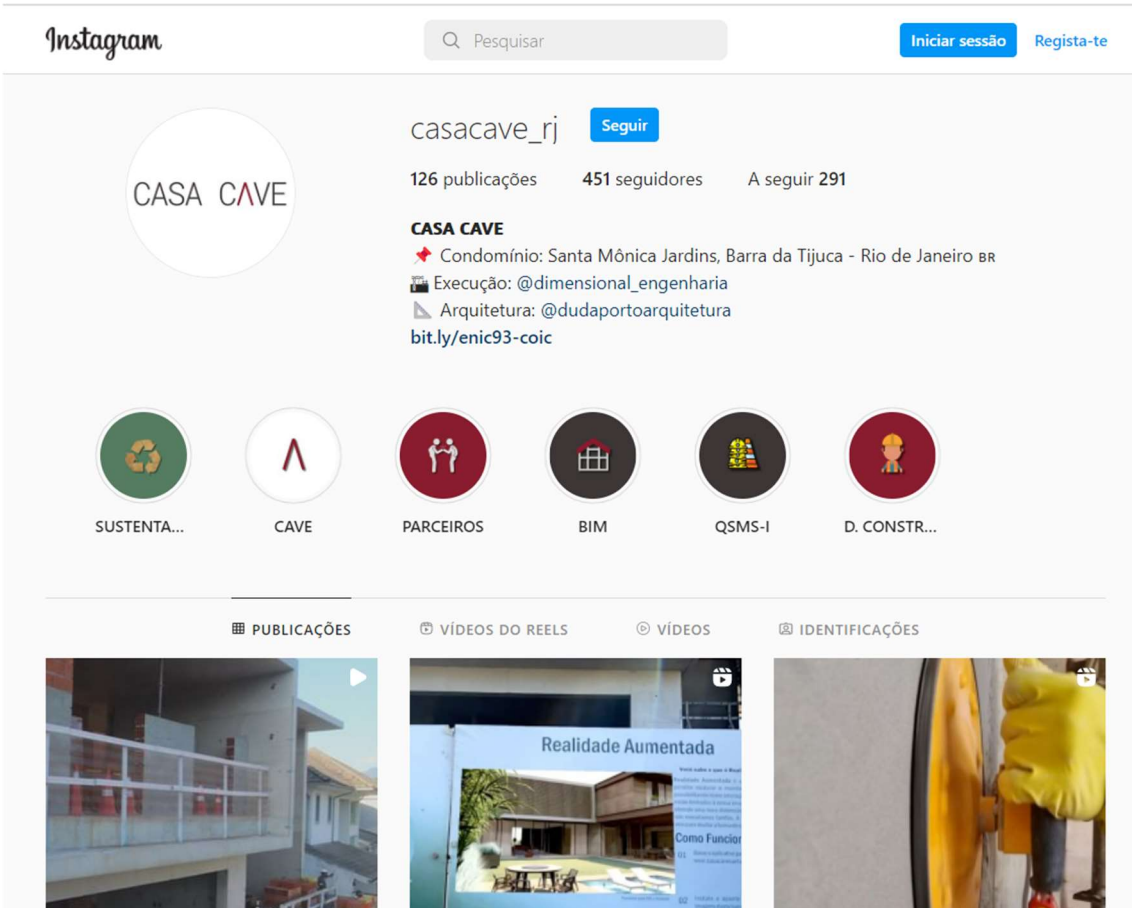 Instagram
Pesquisar
Iniciar sessão
Regista-te
CASA CAVE
casacave_rj
Seguir
126 publicações 451 seguidores A seguir 291
CASA CAVE
📌 Condomínio: Santa Mônica Jardins, Barra da Tijuca - Rio de Janeiro BR
Execução: @dimensional_engenharia
📐 Arquitetura: @dudaportoarquitetura
bit.ly/enic93-coic
SUSTENTA... CAVE PARCEIROS BIM QSMS-I D. CONSTR...
PUBLICAÇÕES VÍDEOS DO REELS VÍDEOS IDENTIFICAÇÕES
Realidade Aumentada
Como Funcion
01
02